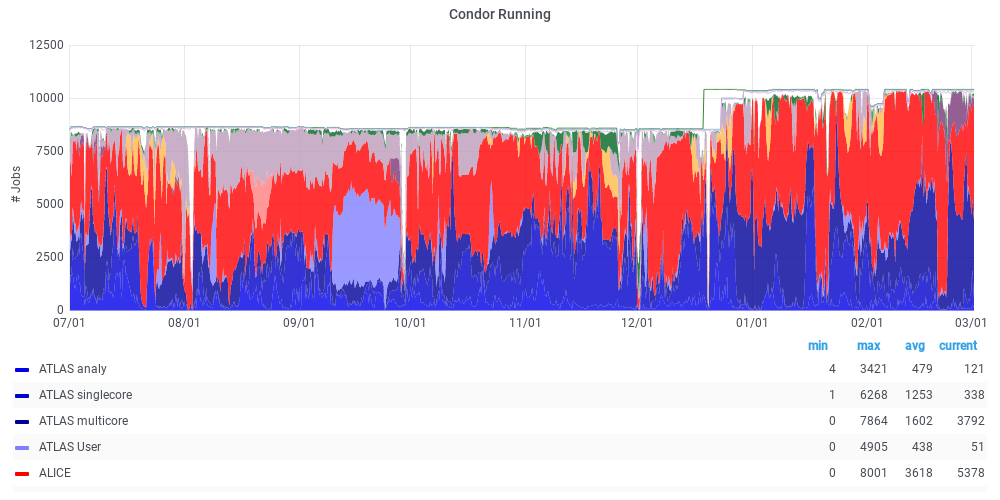 Condor Running
12500
10000
7500
5000
2500
0
# Jobs
07/01 08/01 09/01 10/01 11/01 12/01 01/01 02/01 03/01
min max avg current
ATLAS analy 4 3421 479 121
ATLAS singlecore 1 6268 1253 338
ATLAS multicore 0 7864 1602 3792
ATLAS User 0 4905 438 51
ALICE 0 8001 3618 5378